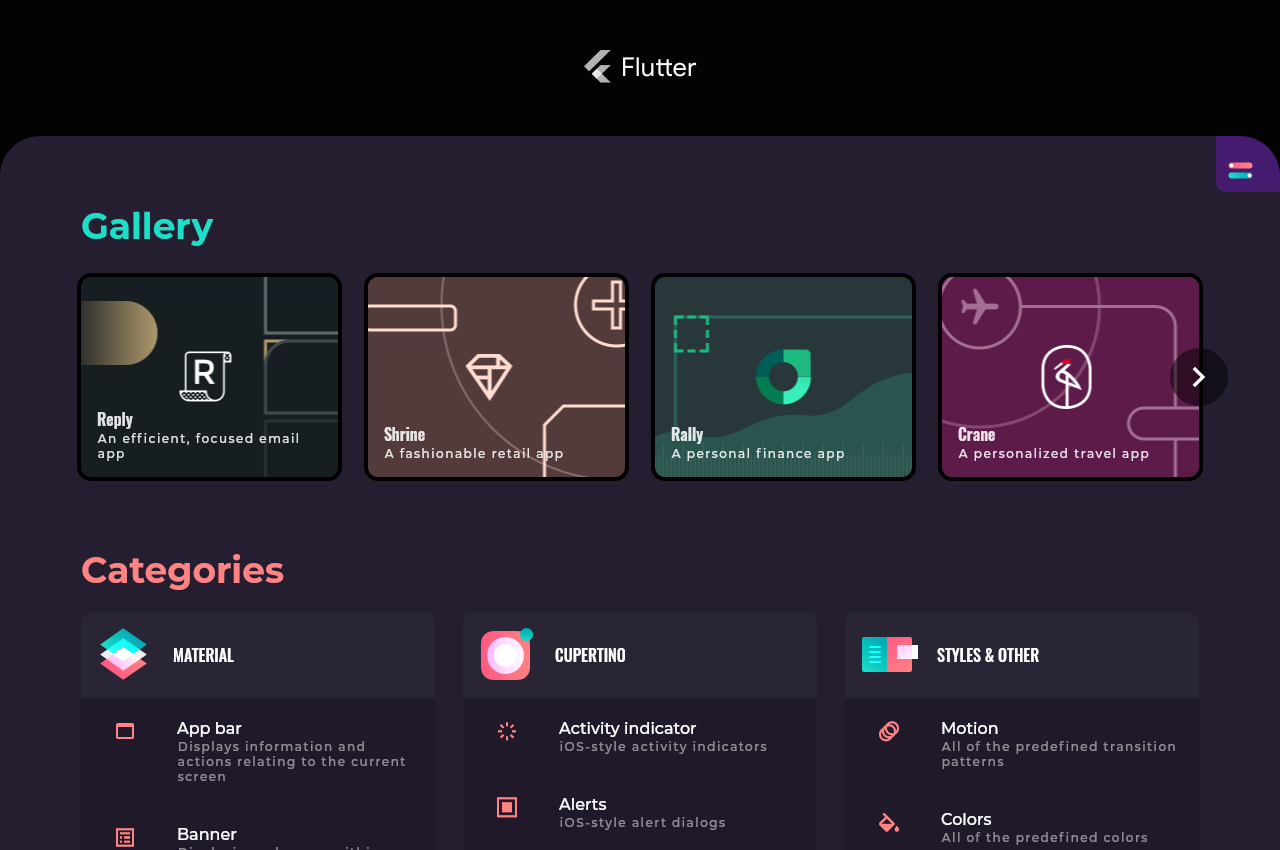 Flutter
Gallery
Reply
An efficient, focused email
app
Shrine
A fashionable retail app
Rally
A personal finance app
Crane
A personalized travel app
Categories
MATERIAL
App bar
Displays information and
actions relating to the current
screen
Banner
CUPERTINO
Activity indicator
iOS-style activity indicators
Alerts
iOS-style alert dialogs
STYLES & OTHER
Motion
All of the predefined transition
patterns
Colors
All of the predefined colors